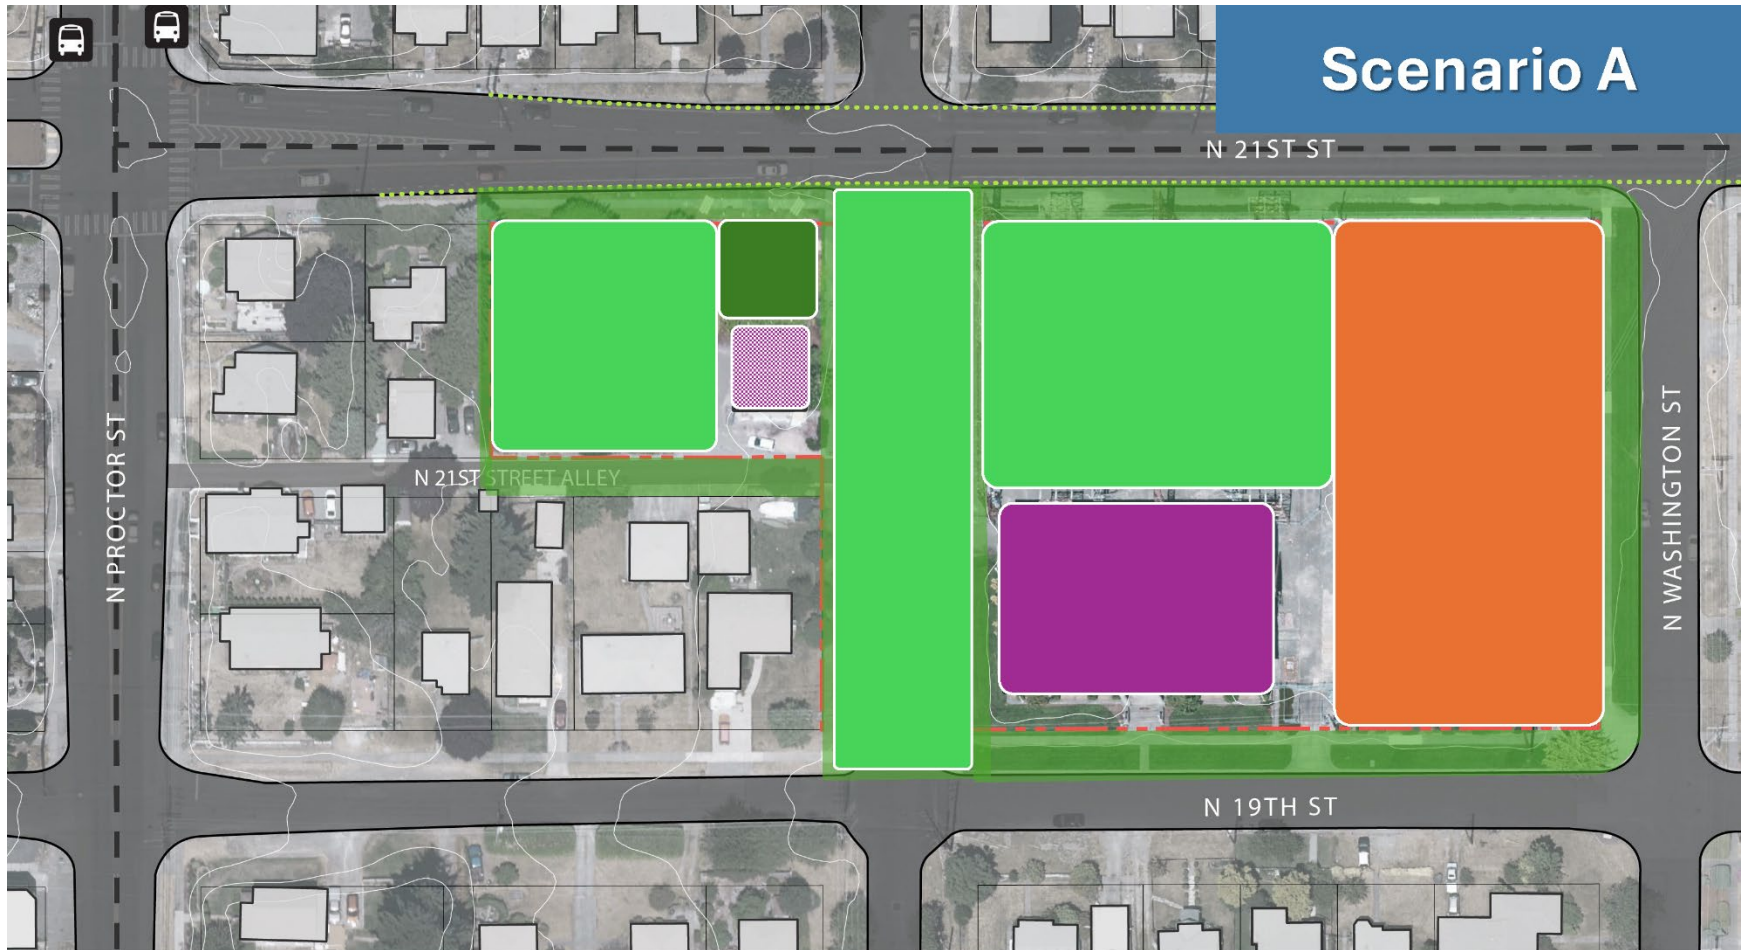 Scenario A
N 21ST ST
N PROCTOR ST
N 21ST STREET ALLEY
N WASHINGTON ST
N 19TH ST